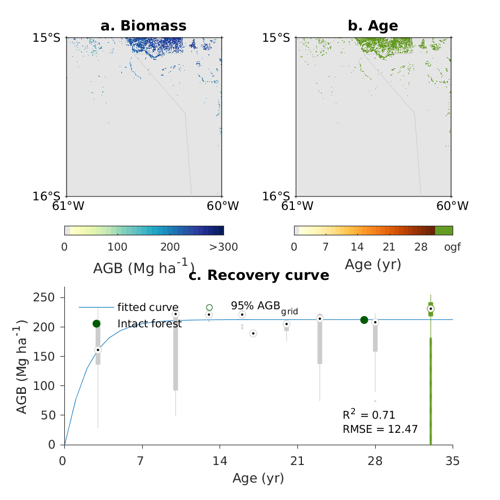 a. Biomass
b. Age
15°S
15°S
16°S
16°S
61°W
60°W
61°W
60°W
0
100
200
>300
0
7
14
21
28
ogf
AGB (Mg ha⁻¹)
Age (yr)
c. Recovery curve
fitted curve
95% AGB_grid
Intact forest
250
200
150
100
50
0
AGB (Mg ha⁻¹)
R² = 0.71
RMSE = 12.47
0
7
14
21
28
35
Age (yr)